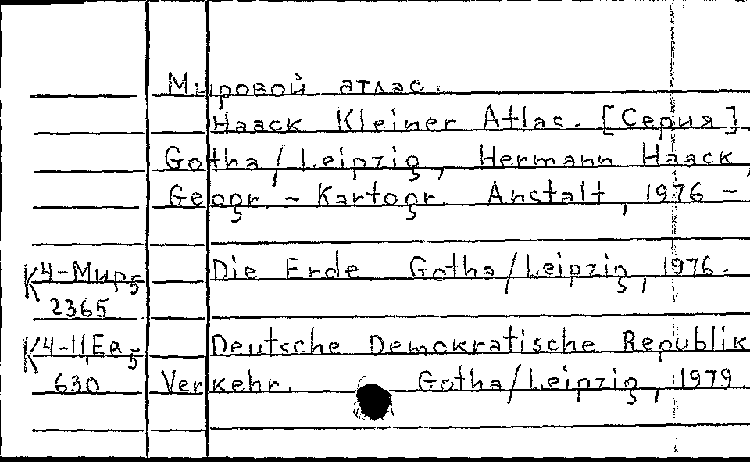 Мировой атлас.
Haack Kleiner Atlas. [Серия]
Gotha/Leipzig, Hermann Haack,
Geogr. - Kartogr. Anstalt, 1976 -
К4-Мир5 Die Erde Gotha/Leipzig, 1976.
2365
К4-ЦЕа5 Deutsche Demokratische Republik
630 Verkehr. Gotha/Leipzig, 1979